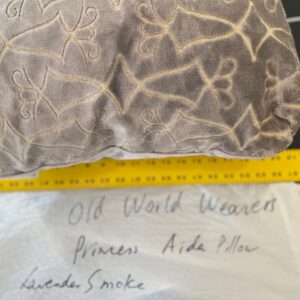 Old World Weavers
Princess Aida Pillow
Lavender Smoke